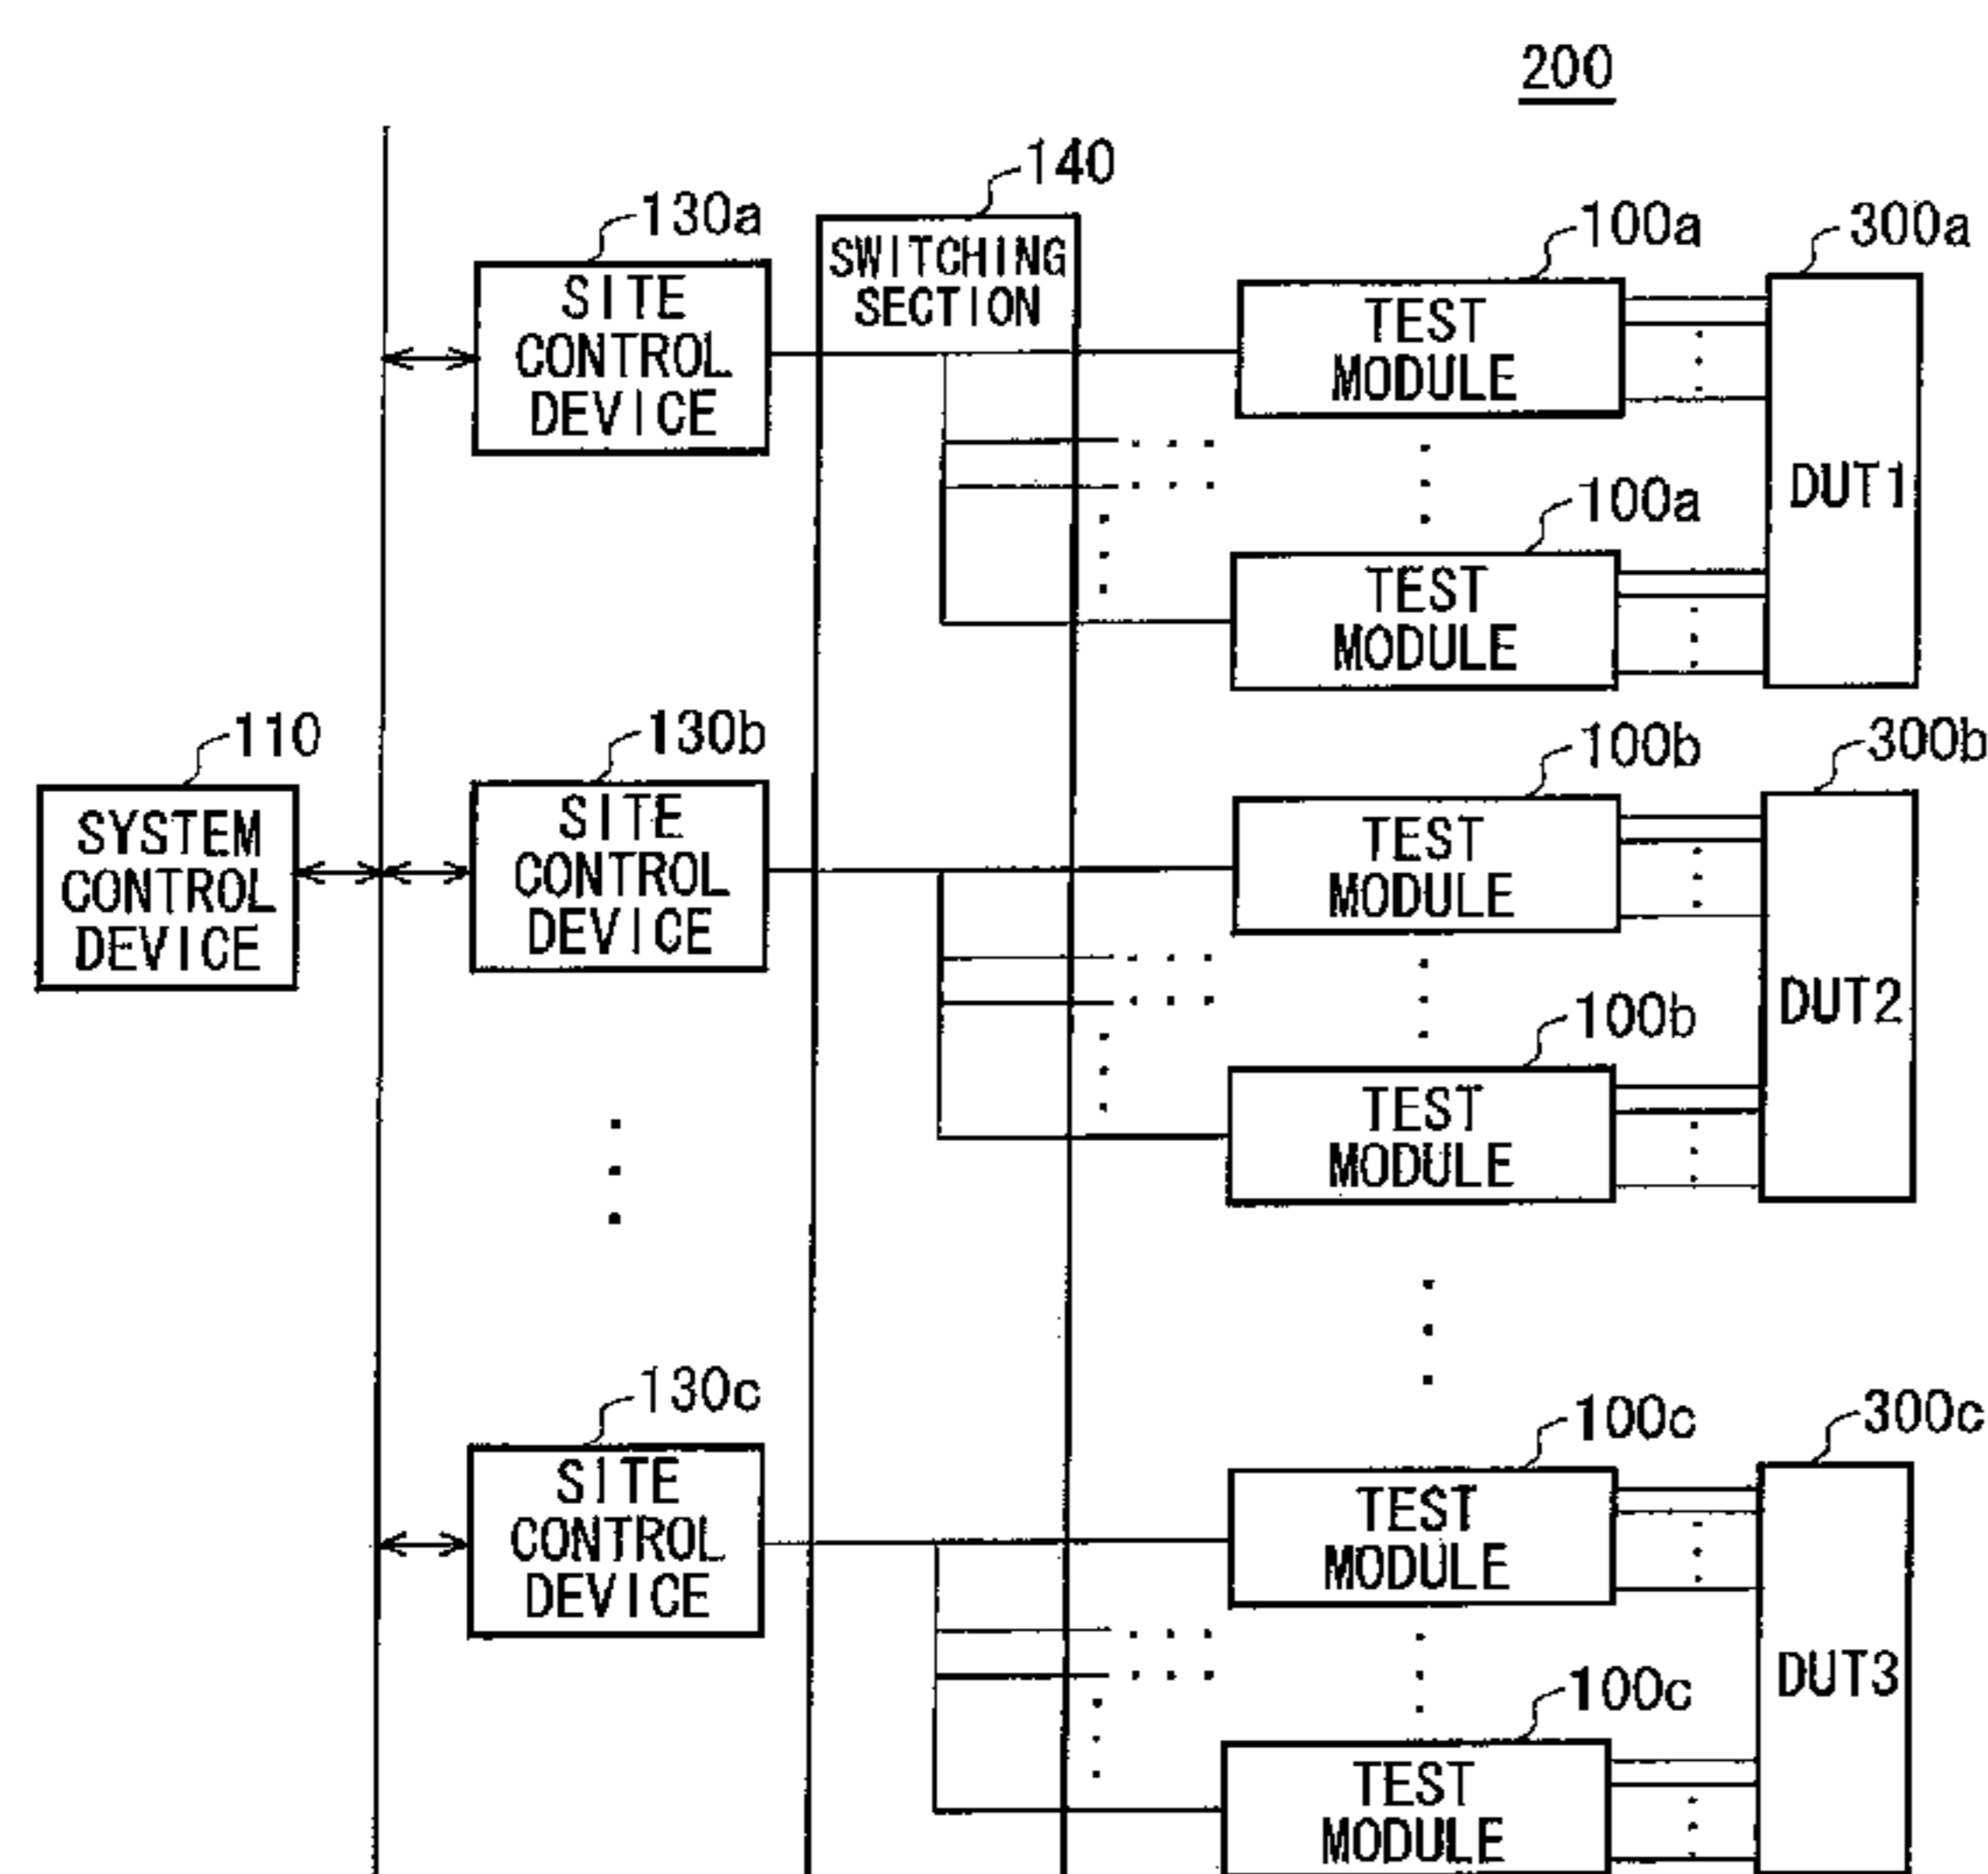 200
140
130a
100a
300a
SITE
CONTROL
DEVICE
SWITCHING
SECTION
TEST
MODULE
DUT1
100a
TEST
MODULE
110
130b
100b
300b
SYSTEM
CONTROL
DEVICE
SITE
CONTROL
DEVICE
TEST
MODULE
DUT2
100b
TEST
MODULE
130c
100c
300c
SITE
CONTROL
DEVICE
TEST
MODULE
DUT3
100c
TEST
MODULE